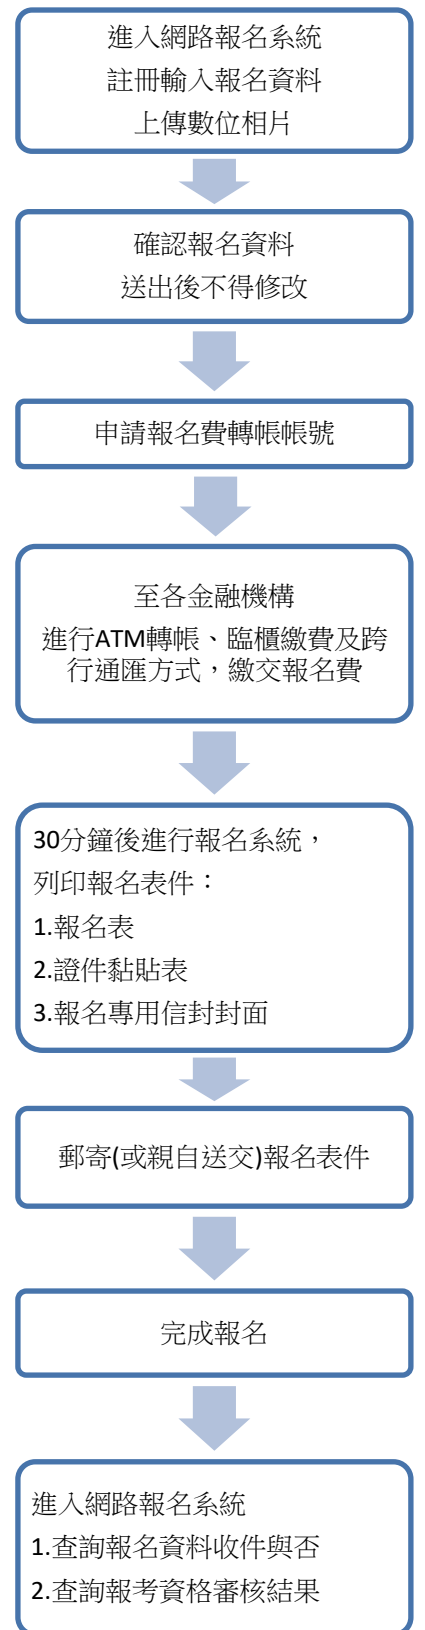 進入網路報名系統
註冊輸入報名資料
上傳數位相片
確認報名資料
送出後不得修改
申請報名費轉帳帳號
至各金融機構
進行ATM轉帳、臨櫃繳費及跨
行通匯方式，繳交報名費
30分鐘後進行報名系統，
列印報名表件：
1.報名表
2.證件黏貼表
3.報名專用信封封面
郵寄(或親自送交)報名表件
完成報名
進入網路報名系統
1.查詢報名資料收件與否
2.查詢報考資格審核結果